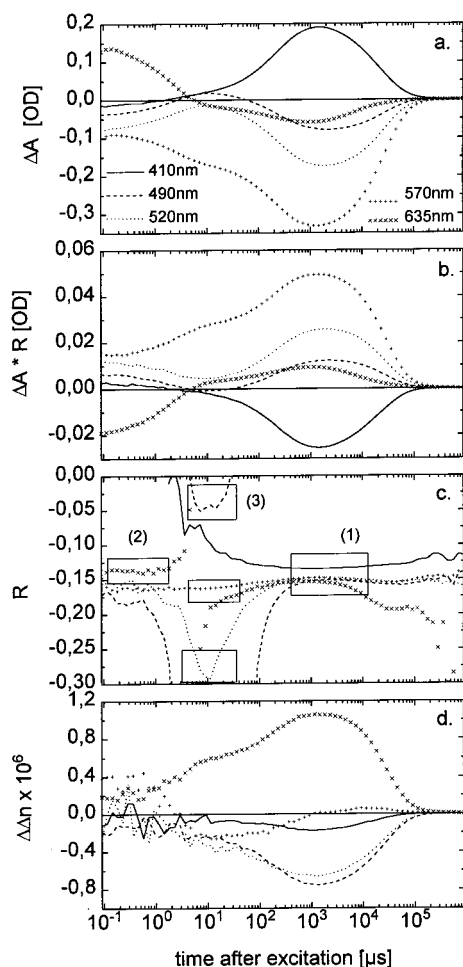 0,2
0,1
0,0
-0,1
-0,2
-0,3
ΔA [OD]
a.
410nm
490nm
520nm
570nm
635nm
0,06
0,04
0,02
0,00
-0,02
ΔA * R [OD]
b.
0,00
-0,05
-0,10
-0,15
-0,20
-0,25
-0,30
R
c.
(3)
(2)
(1)
1,2
0,8
0,4
0,0
-0,4
-0,8
ΔΔn x 10⁶
d.
10⁻¹ 10⁰ 10¹ 10² 10³ 10⁴ 10⁵ 10⁶
time after excitation [µs]